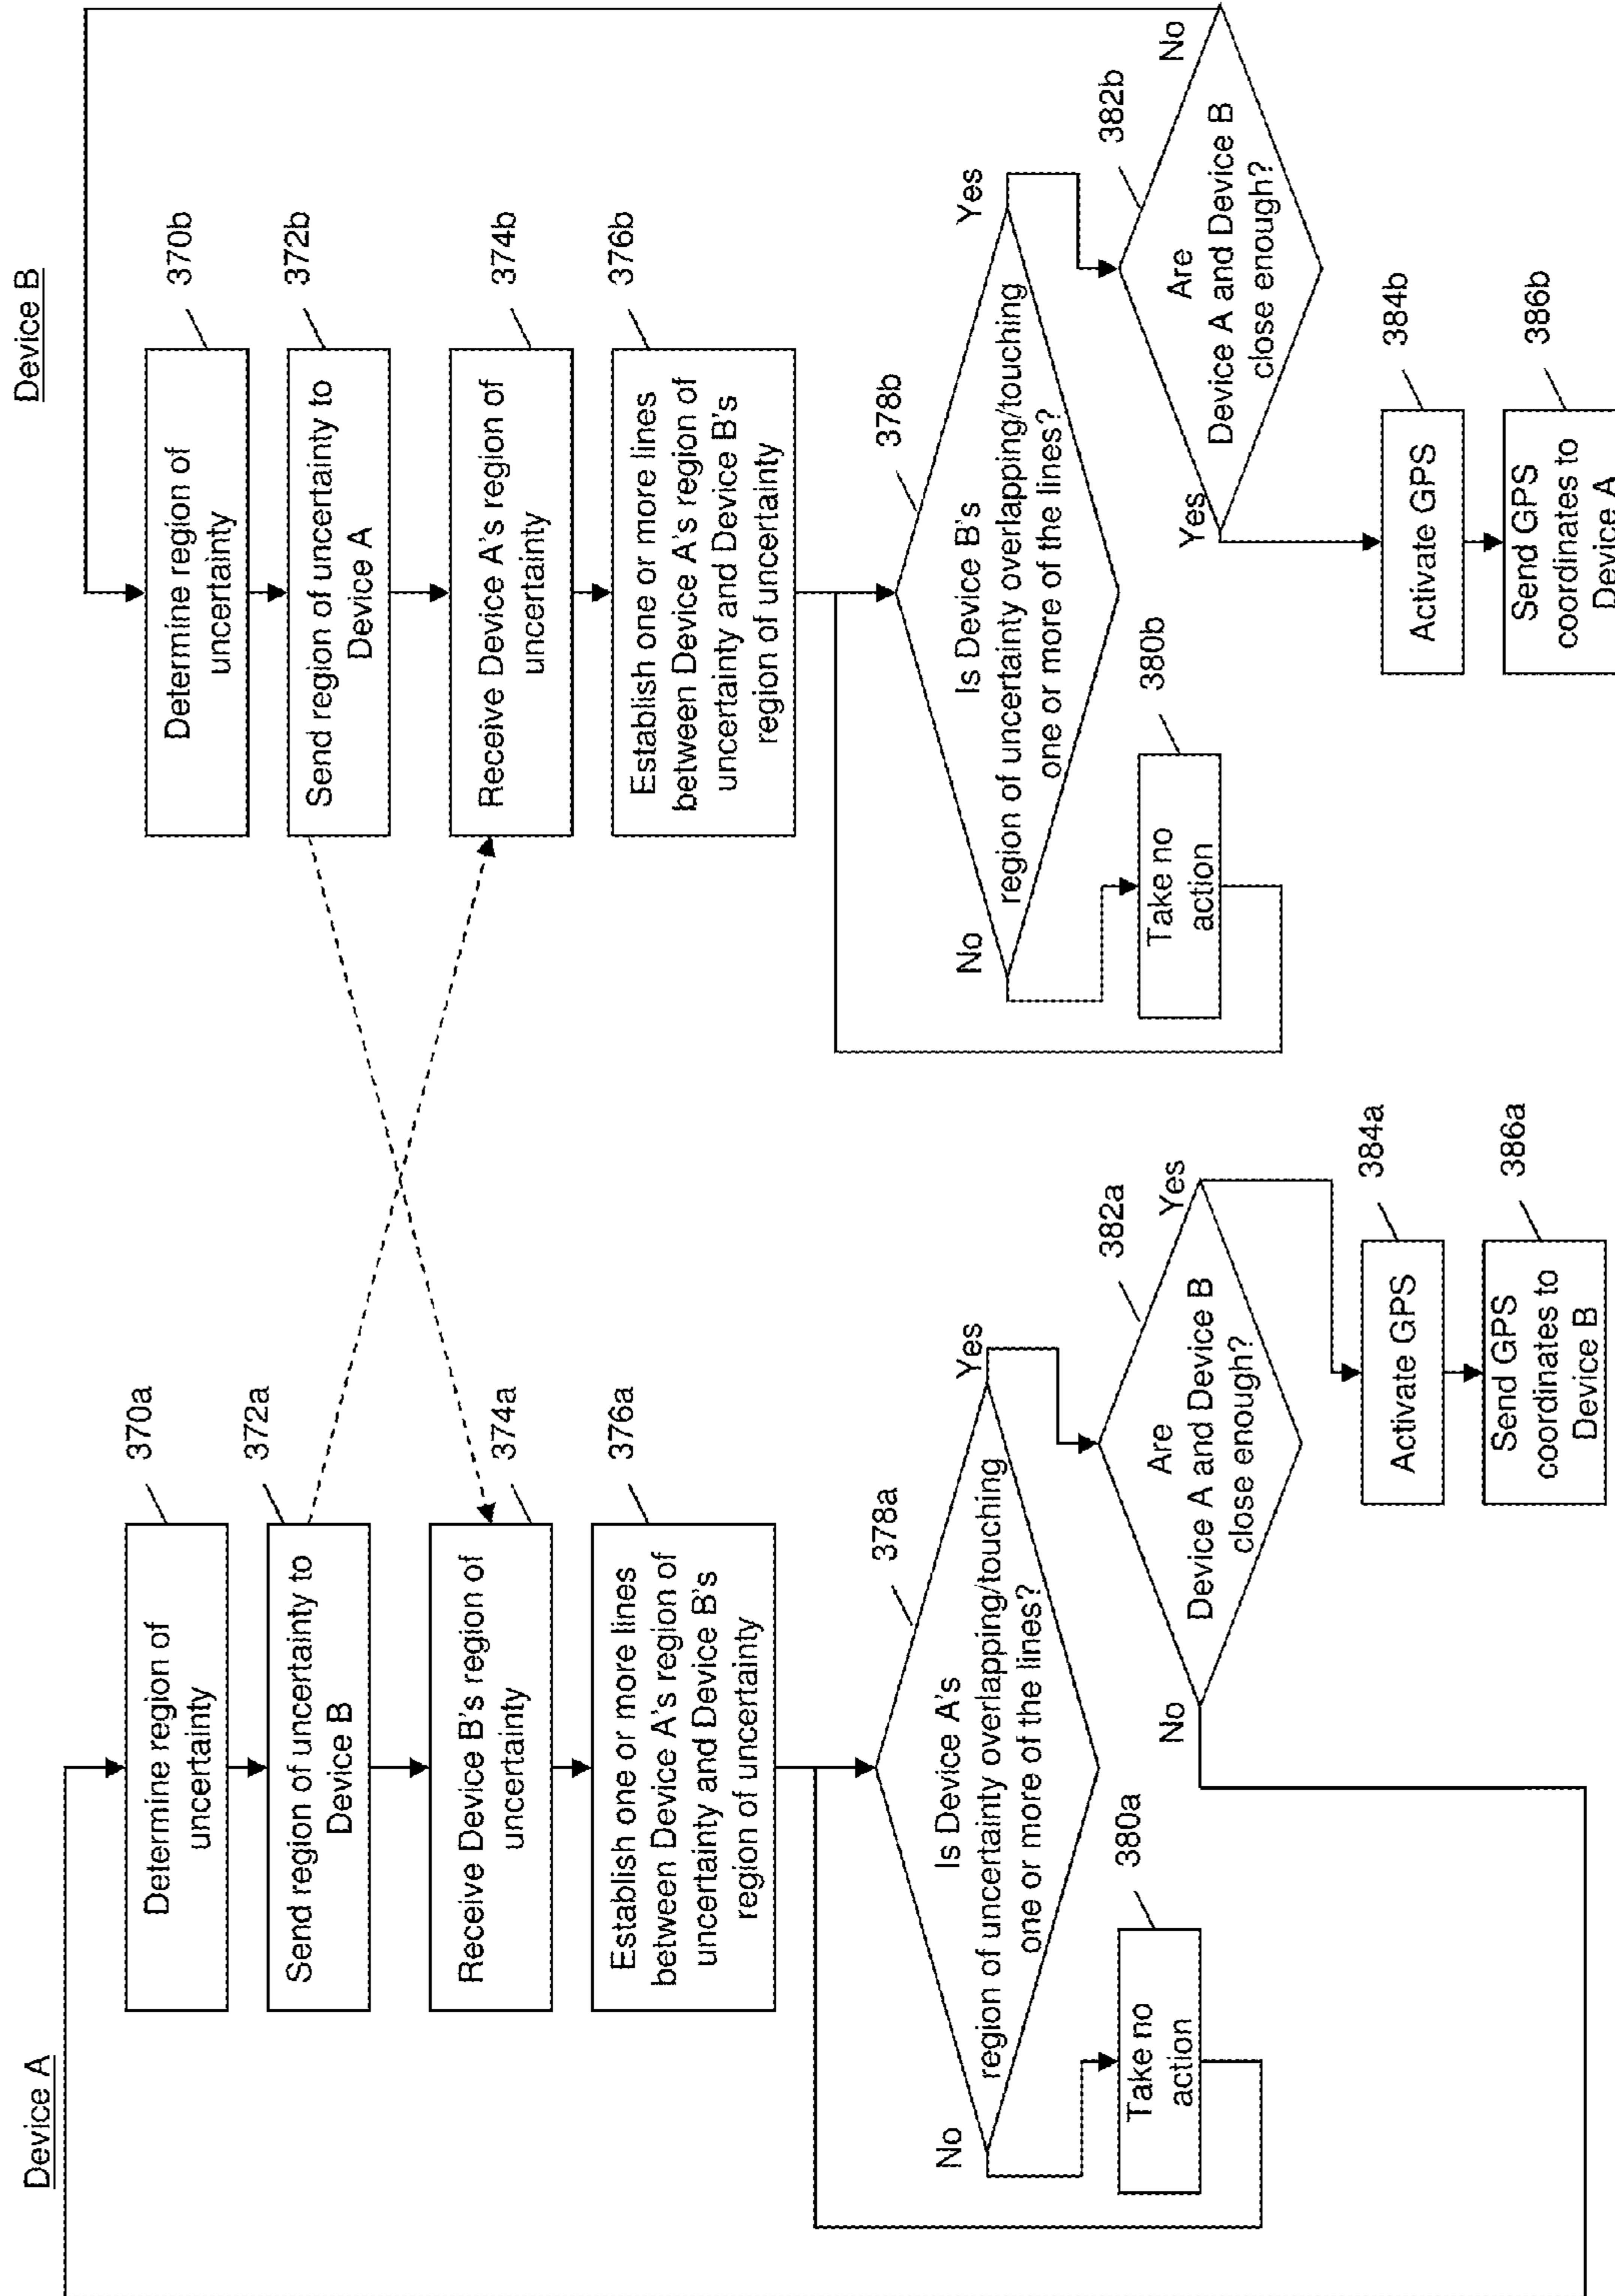 Device A
Determine region of
uncertainty
370a
Send region of uncertainty to
Device B
372a
Receive Device B's region of
uncertainty
374a
Establish one or more lines
between Device A's region of
uncertainty and Device B's
region of uncertainty
376a
Is Device A's
region of uncertainty overlapping/touching
one or more of the lines?
378a
No
Yes
Take no
action
380a
Are
Device A and Device B
close enough?
382a
No
Yes
Activate GPS
384a
Send GPS
coordinates to
Device B
386a
Device B
Determine region of
uncertainty
370b
Send region of uncertainty to
Device A
372b
Receive Device A's region of
uncertainty
374b
Establish one or more lines
between Device A's region of
uncertainty and Device B's
region of uncertainty
376b
Is Device B's
region of uncertainty overlapping/touching
one or more of the lines?
378b
No
Yes
Take no
action
380b
Are
Device A and Device B
close enough?
382b
Yes
No
Activate GPS
384b
Send GPS
coordinates to
Device A
386b